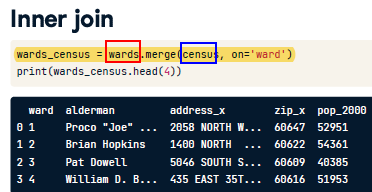 Inner join
wards_census = wards.merge(census, on='ward')
print(wards_census.head(4))
ward alderman address_x zip_x pop_2000
0 1 Proco "Joe" ... 2058 NORTH W... 60647 52951
1 2 Brian Hopkins 1400 NORTH ... 60622 54361
2 3 Pat Dowell 5046 SOUTH S... 60609 40385
3 4 William D. B... 435 EAST 35T... 60616 51953